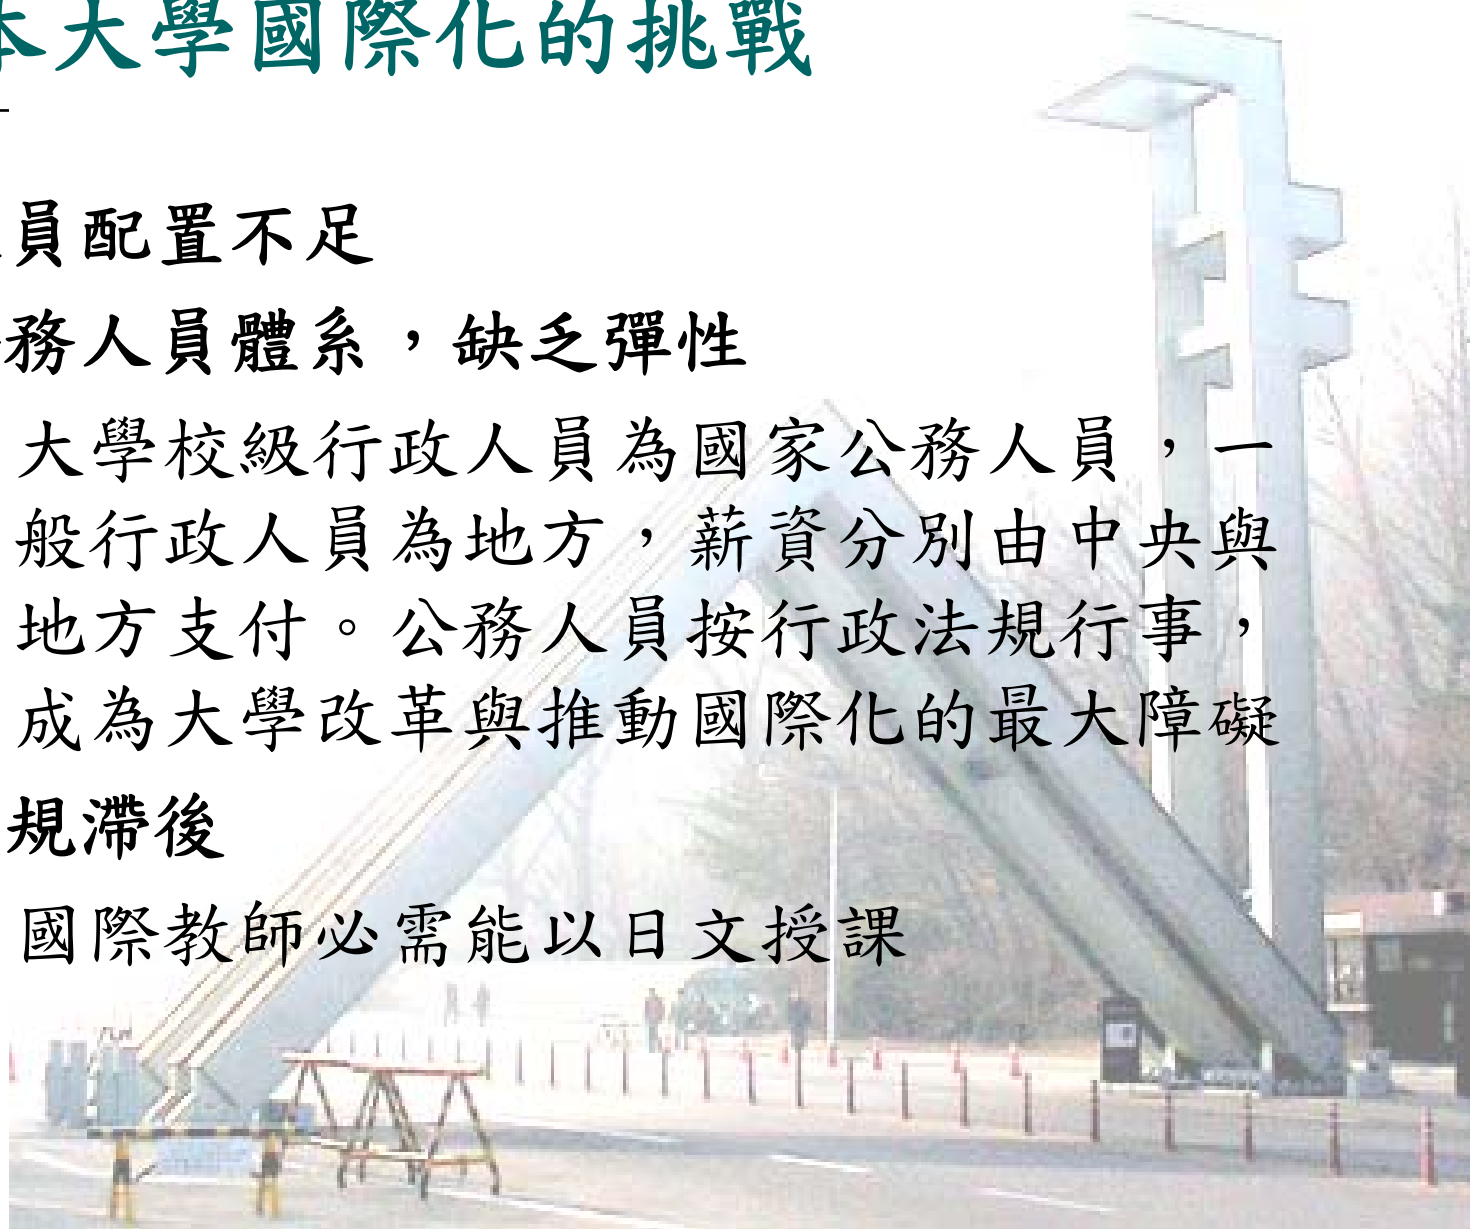 本大學國際化的挑戰
員配置不足
務人員體系，缺乏彈性
大學校級行政人員為國家公務人員，一
般行政人員為地方，薪資分別由中央與
地方支付。公務人員按行政法規行事，
成為大學改革與推動國際化的最大障礙
規滯後
國際教師必需能以日文授課